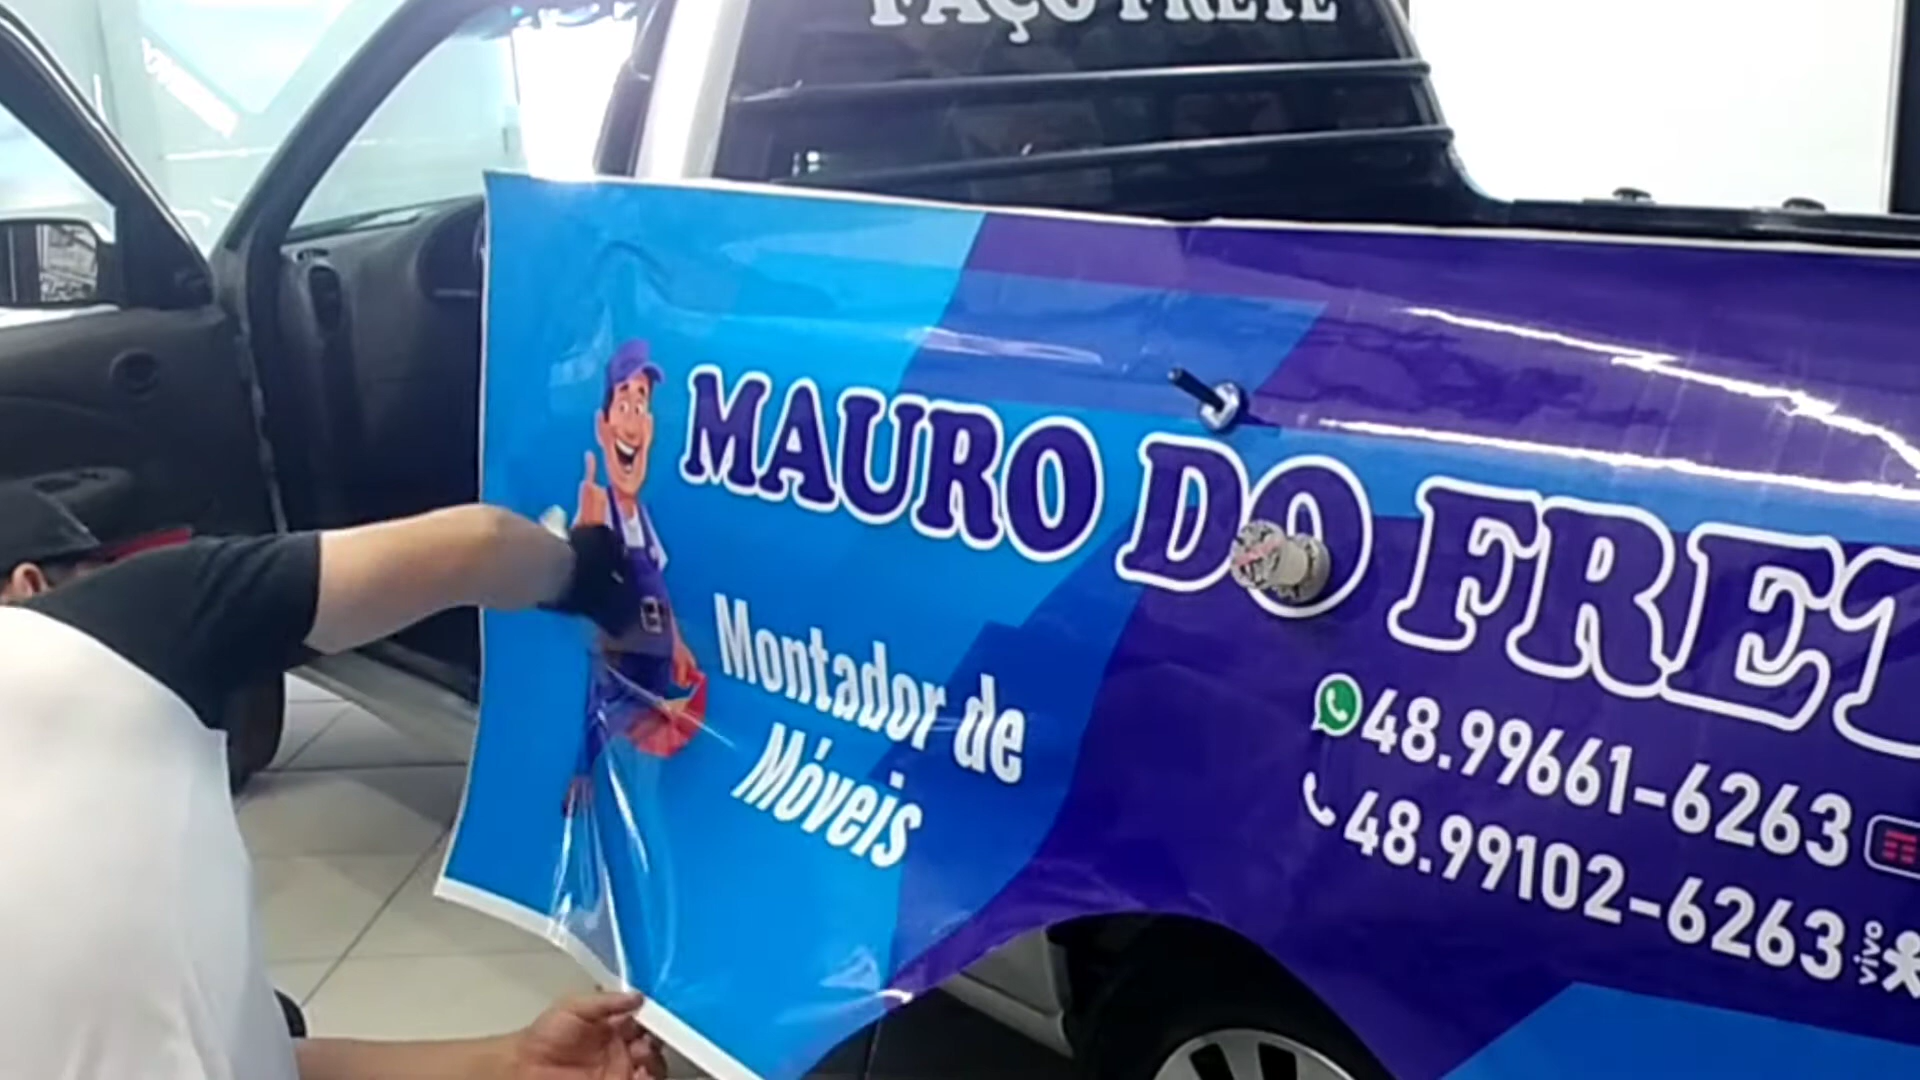 FAÇO FRETE
MAURO DO FRET
Montador de
Móveis
48.99661-6263
48.99102-6263
vivo